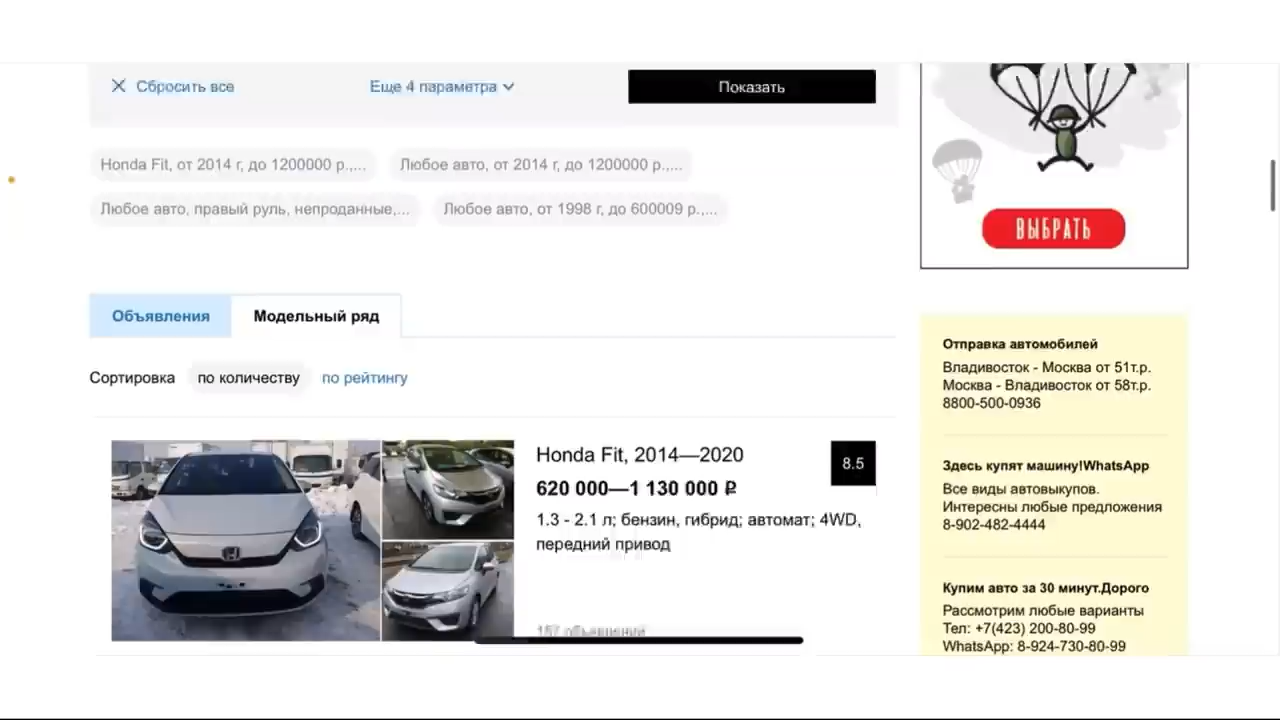 Сбросить все
Еще 4 параметра
Показать
Honda Fit, от 2014 г, до 1200000 р.,...
Любое авто, от 2014 г, до 1200000 р.,...
Любое авто, правый руль, непроданные,...
Любое авто, от 1998 г, до 600009 р.,...
ВЫБРАТЬ
Объявления
Модельный ряд
Сортировка
по количеству
по рейтингу
Honda Fit, 2014—2020
8.5
620 000—1 130 000 ₽
1.3 - 2.1 л; бензин, гибрид; автомат; 4WD,
передний привод
Отправка автомобилей
Владивосток - Москва от 51т.р.
Москва - Владивосток от 58т.р.
8800-500-0936
Здесь купят машину!WhatsApp
Все виды автовыкупов.
Интересны любые предложения
8-902-482-4444
Купим авто за 30 минут.Дорого
Рассмотрим любые варианты
Тел: +7(423) 200-80-99
WhatsApp: 8-924-730-80-99